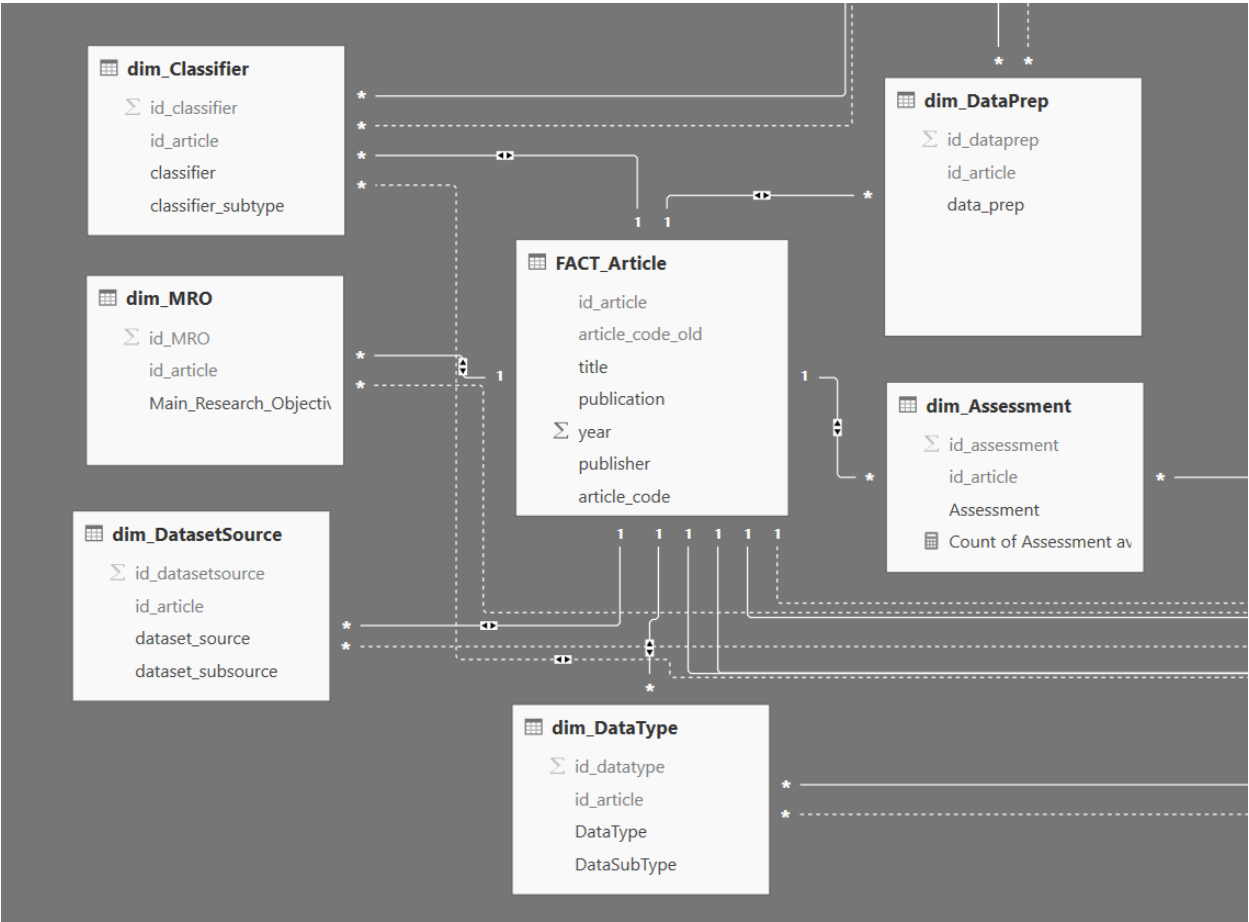 dim_Classifier
id_classifier
id_article
classifier
classifier_subtype
dim_DataPrep
id_dataprep
id_article
data_prep
FACT_Article
id_article
article_code_old
title
publication
year
publisher
article_code
dim_MRO
id_MRO
id_article
Main_Research_Objectiv
dim_Assessment
id_assessment
id_article
Assessment
Count of Assessment av
dim_DatasetSource
id_datasetsource
id_article
dataset_source
dataset_subsource
dim_DataType
id_datatype
id_article
DataType
DataSubType